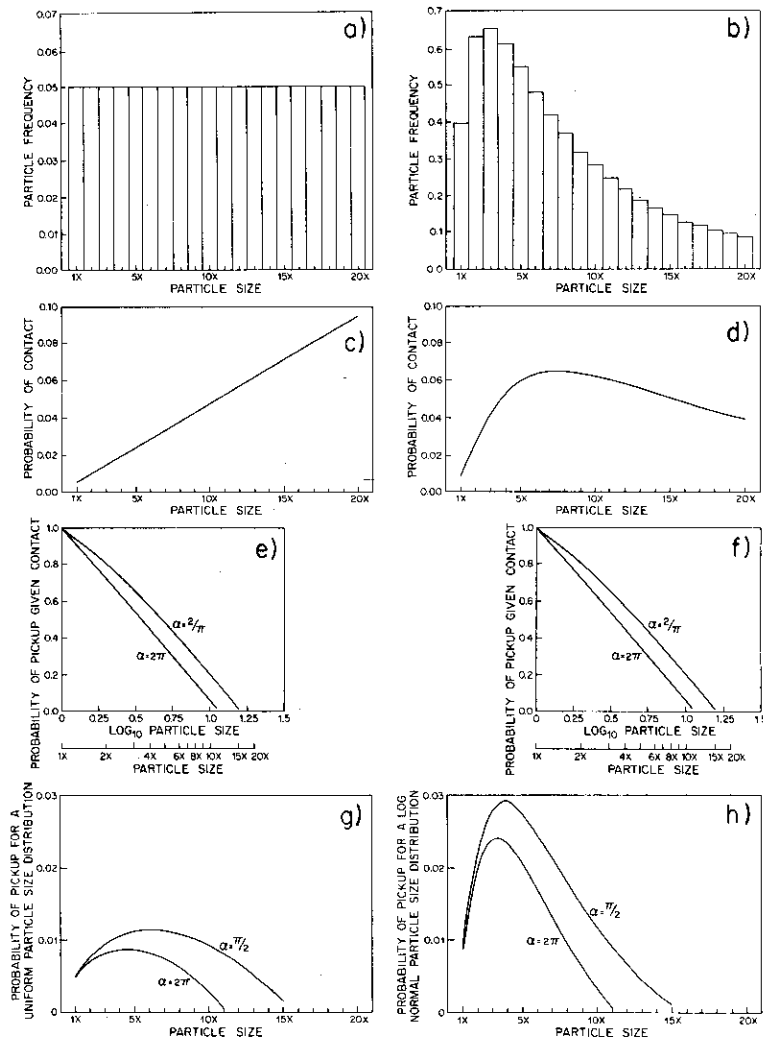 a)
0.07
0.06
0.05
0.04
0.03
0.02
0.01
0.00
PARTICLE FREQUENCY
1X 5X 10X 15X 20X
PARTICLE SIZE
b)
0.7
0.6
0.5
0.4
0.3
0.2
0.1
0.0
PARTICLE FREQUENCY
1X 5X 10X 15X 20X
PARTICLE SIZE
c)
0.10
0.08
0.06
0.04
0.02
0.00
PROBABILITY OF CONTACT
1X 5X 10X 15X 20X
PARTICLE SIZE
d)
0.10
0.08
0.06
0.04
0.02
0.00
PROBABILITY OF CONTACT
1X 5X 10X 15X 20X
PARTICLE SIZE
e)
1.0
0.8
0.6
0.4
0.2
0.0
PROBABILITY OF PICKUP GIVEN CONTACT
α=2/π
α=2π
0 0.25 0.50 0.75 1.00 1.25 1.5
LOG10 PARTICLE SIZE
1X 2X 4X 6X 8X 10X 15X 20X
PARTICLE SIZE
f)
1.0
0.8
0.6
0.4
0.2
0.0
PROBABILITY OF PICKUP GIVEN CONTACT
α=2/π
α=2π
0 0.25 0.50 0.75 1.00 1.25 1.5
LOG10 PARTICLE SIZE
1X 2X 4X 6X 8X 10X 15X 20X
PARTICLE SIZE
g)
0.03
0.02
0.01
0
PROBABILITY OF PICKUP FOR A
UNIFORM PARTICLE SIZE DISTRIBUTION
α=π/2
α=2π
1X 5X 10X 15X 20X
PARTICLE SIZE
h)
0.03
0.02
0.01
0
PROBABILITY OF PICKUP FOR A LOG
NORMAL PARTICLE SIZE DISTRIBUTION
α=π/2
α=2π
1X 5X 10X 15X 20X
PARTICLE SIZE